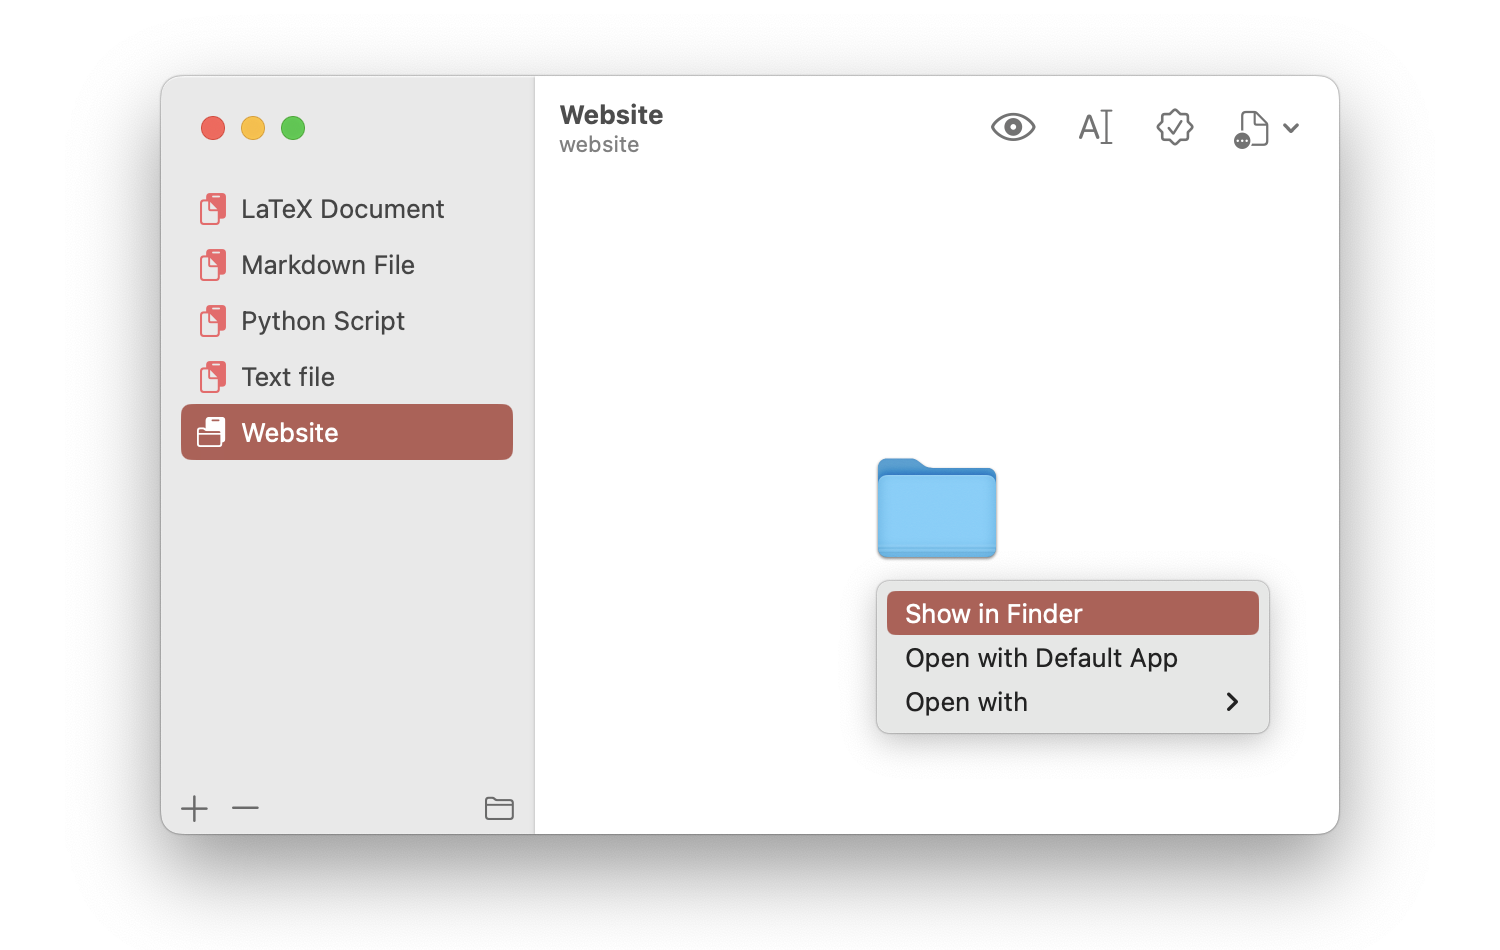 Website
website
LaTeX Document
Markdown File
Python Script
Text file
Website
Show in Finder
Open with Default App
Open with